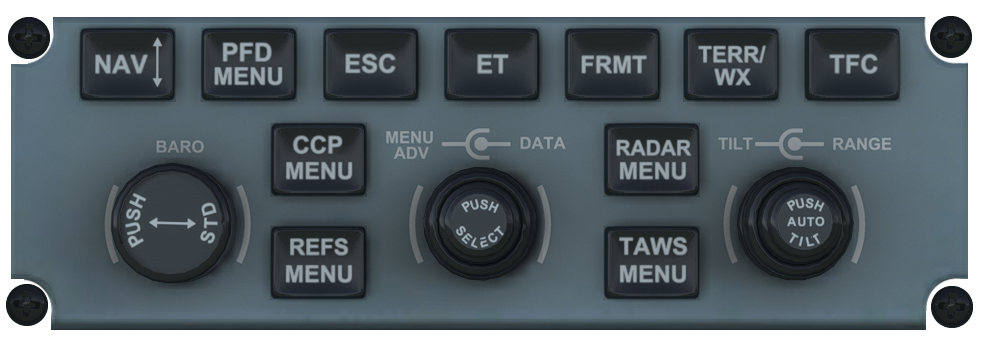 NAV
PFD
MENU
ESC
ET
FRMT
TERR/
WX
TFC
BARO
PUSH
STD
CCP
MENU
REFS
MENU
MENU
ADV
DATA
PUSH
SELECT
RADAR
MENU
TAWS
MENU
TILT
RANGE
PUSH
AUTO
TILT